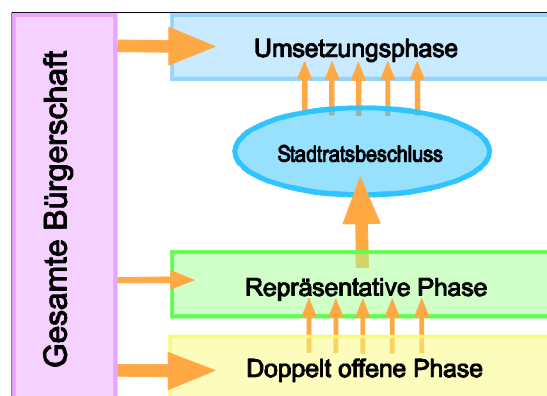 Gesamte Bürgerschaft
Umsetzungsphase
Stadtratsbeschluss
Repräsentative Phase
Doppelt offene Phase